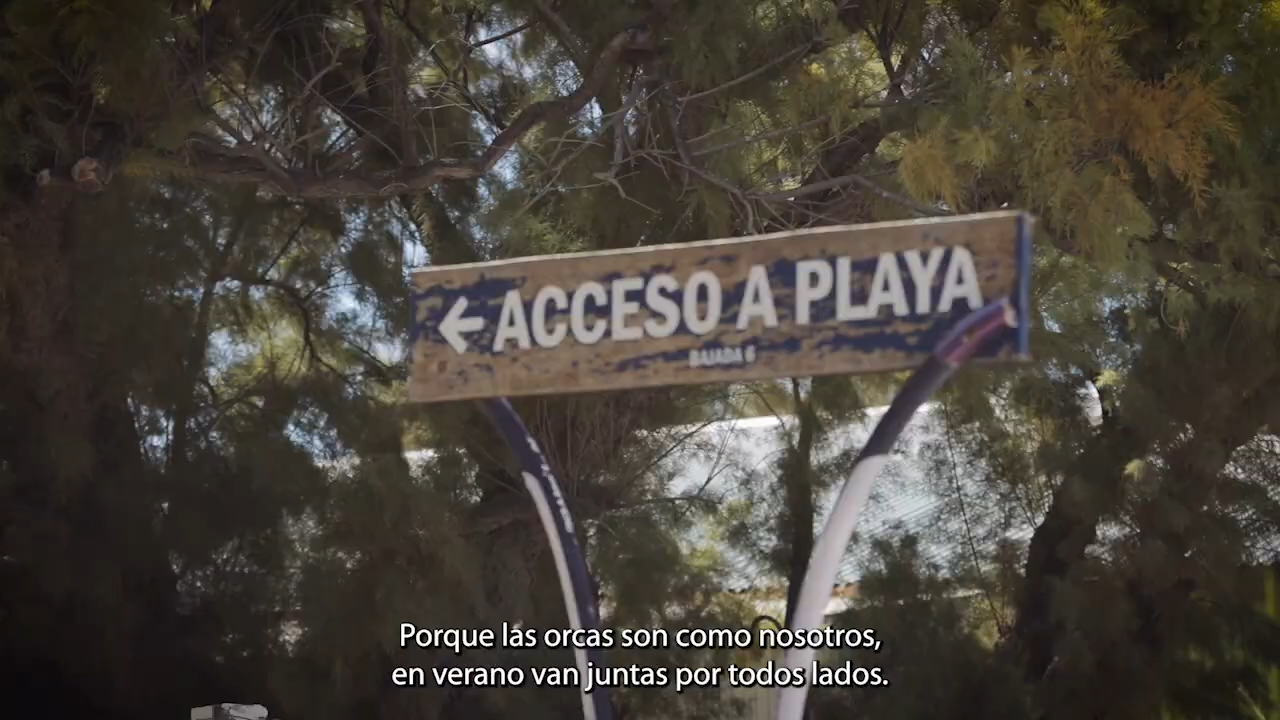 ← ACCESO A PLAYA
BAJADA 6
Porque las orcas son como nosotros,
en verano van juntas por todos lados.